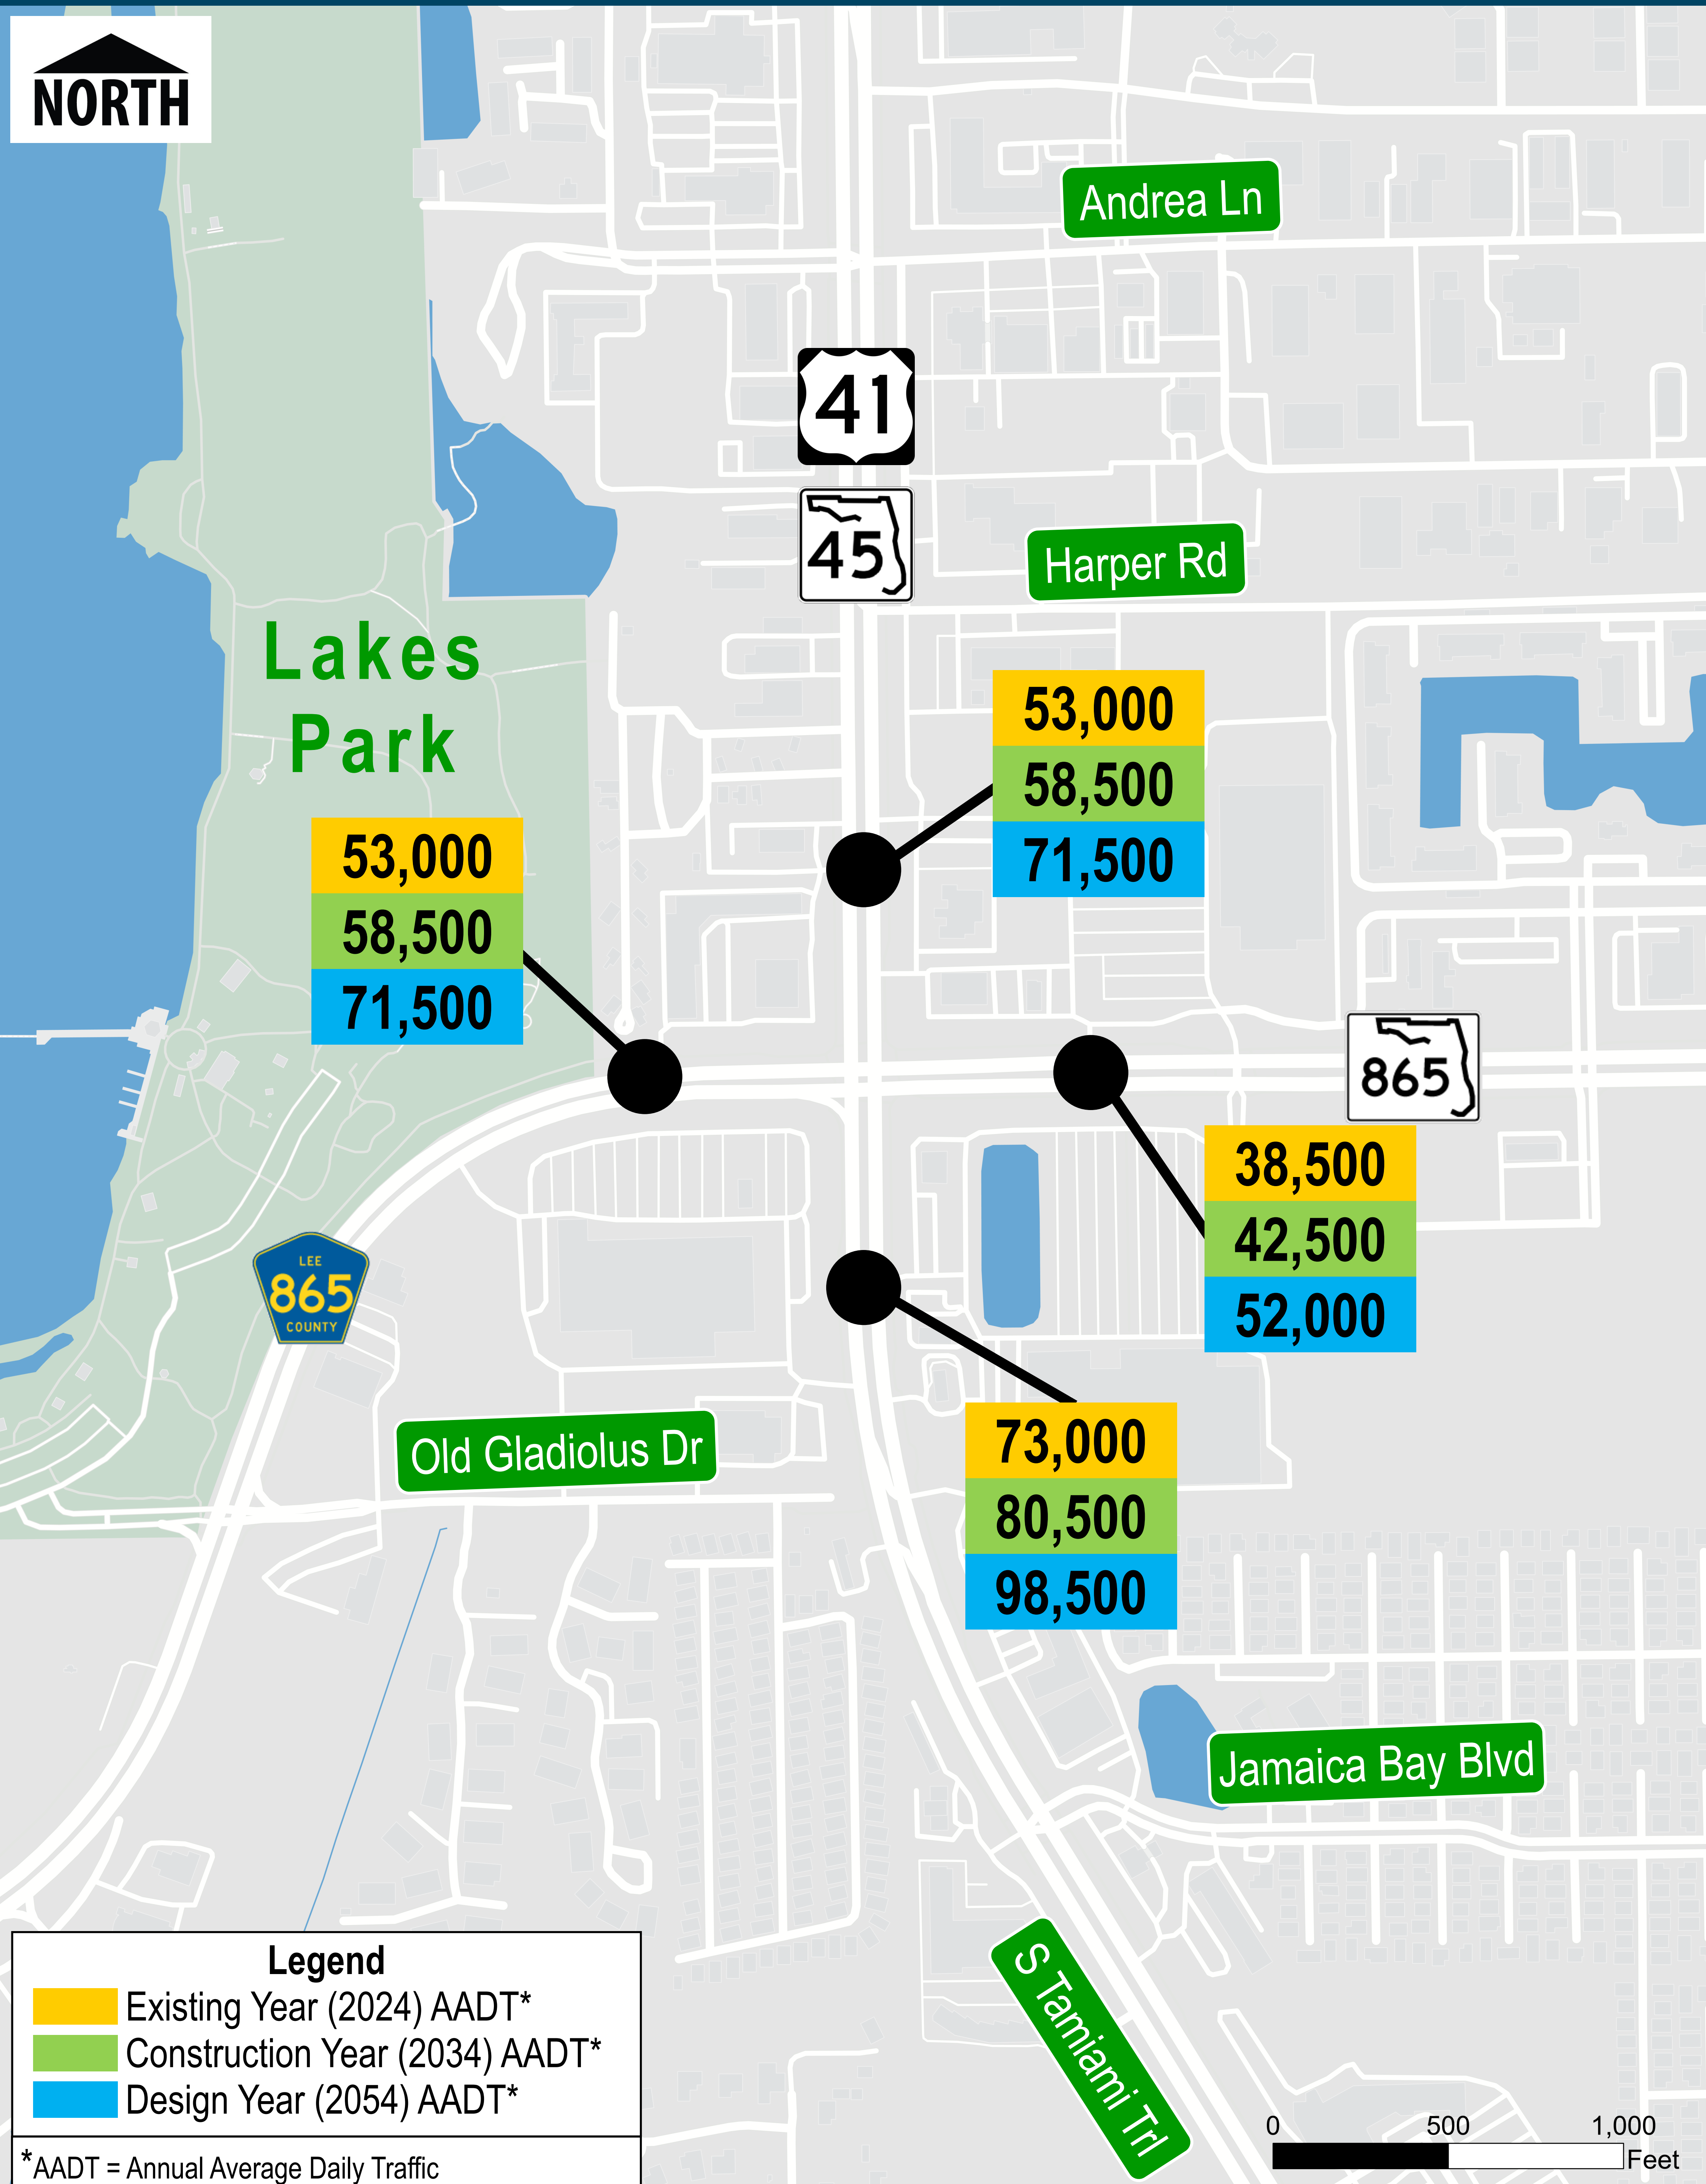 NORTH
Andrea Ln
41
45
Harper Rd
Lakes
Park
53,000
58,500
71,500
53,000
58,500
71,500
865
38,500
42,500
52,000
LEE
865
COUNTY
Old Gladiolus Dr
73,000
80,500
98,500
Jamaica Bay Blvd
S Tamiami Trl
Legend
Existing Year (2024) AADT*
Construction Year (2034) AADT*
Design Year (2054) AADT*
*AADT = Annual Average Daily Traffic
0 500 1,000
Feet